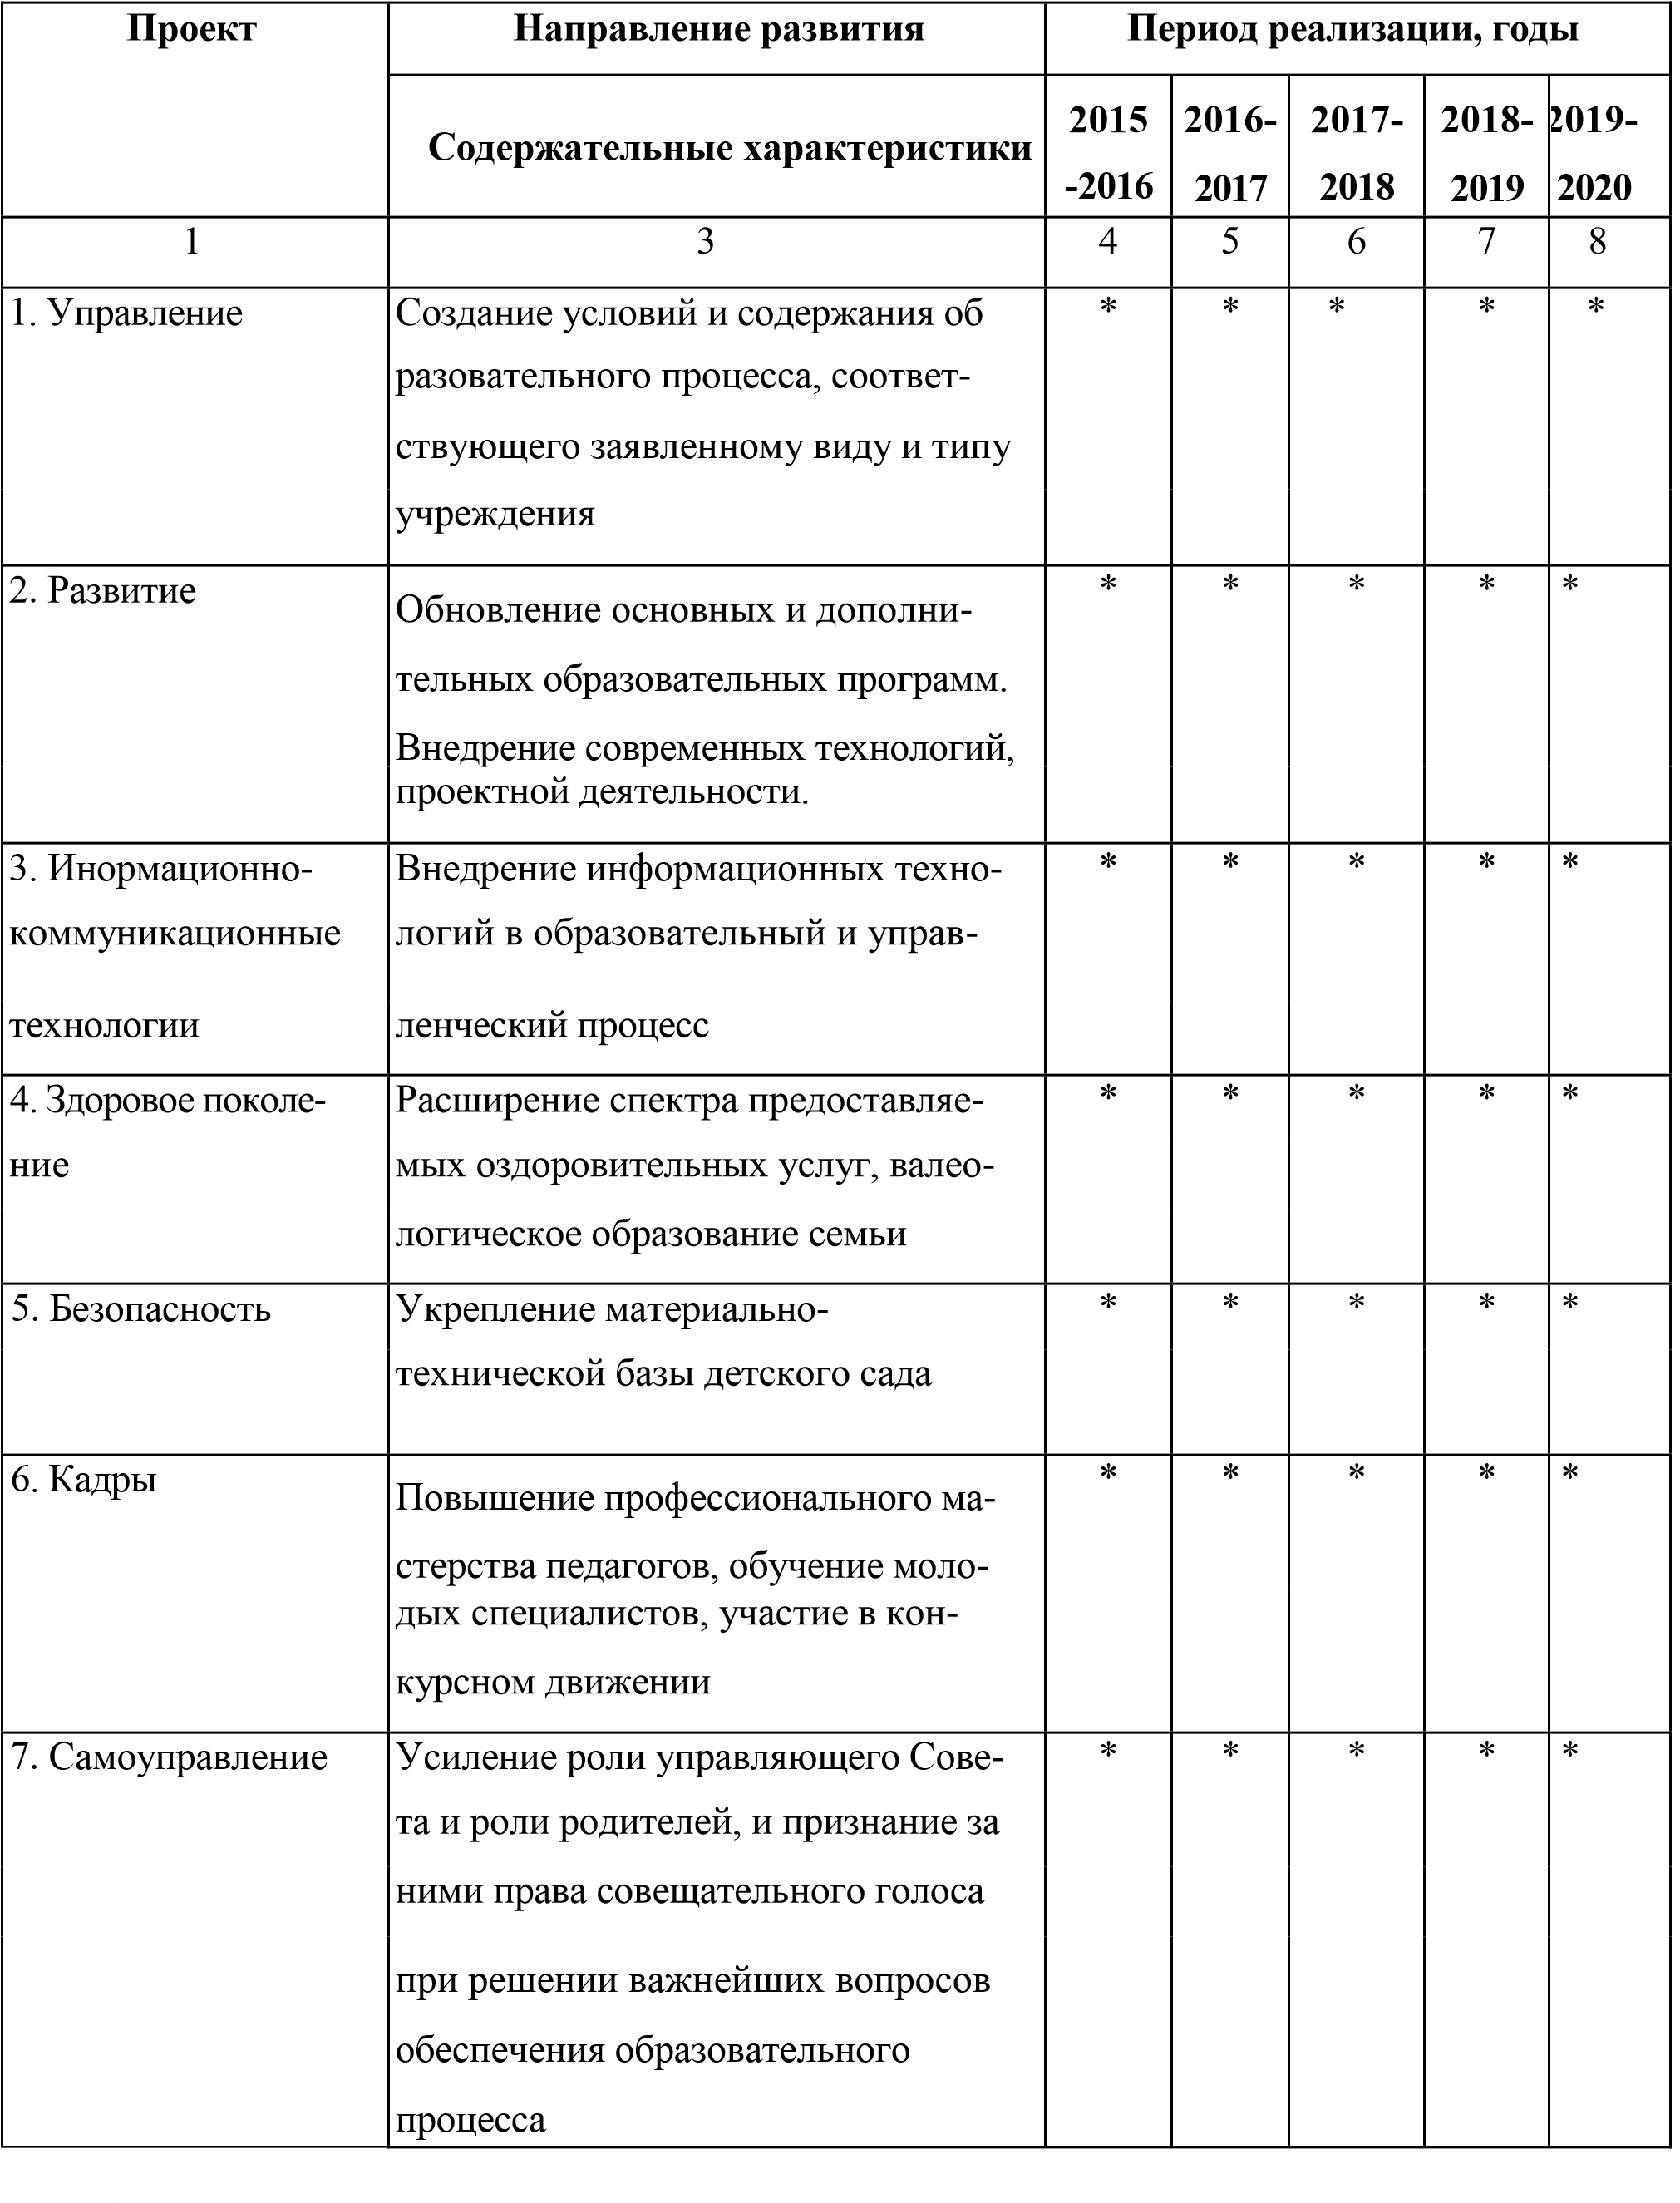 Проект Направление развития Период реализации, годы
Содержательные характеристики
2015 2016- 2017- 2018- 2019-
-2016 2017 2018 2019 2020
1 3 4 5 6 7 8
1. Управление Создание условий и содержания об * * * * *
разовательного процесса, соответ-
ствующего заявленному виду и типу
учреждения
2. Развитие * * * * *
Обновление основных и дополни-
тельных образовательных программ.
Внедрение современных технологий,
проектной деятельности.
3. Инормационно- Внедрение информационных техно- * * * * *
коммуникационные логий в образовательный и управ-
технологии ленческий процесс
4. Здоровое поколе- Расширение спектра предоставляе- * * * * *
ние мых оздоровительных услуг, валео-
логическое образование семьи
5. Безопасность Укрепление материально- * * * * *
технической базы детского сада
6. Кадры * * * * *
Повышение профессионального ма-
стерства педагогов, обучение моло-
дых специалистов, участие в кон-
курсном движении
7. Самоуправление Усиление роли управляющего Сове- * * * * *
та и роли родителей, и признание за
ними права совещательного голоса
при решении важнейших вопросов
обеспечения образовательного
процесса